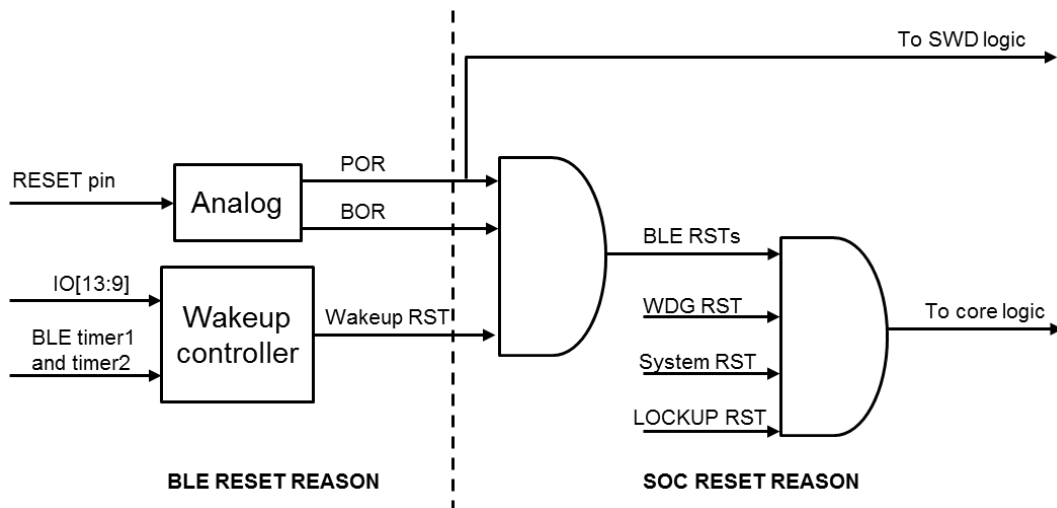 To SWD logic
RESET pin
Analog
POR
BOR
BLE RSTs
IO[13:9]
BLE timer1
and timer2
Wakeup
controller
Wakeup RST
WDG RST
System RST
LOCKUP RST
To core logic
BLE RESET REASON
SOC RESET REASON